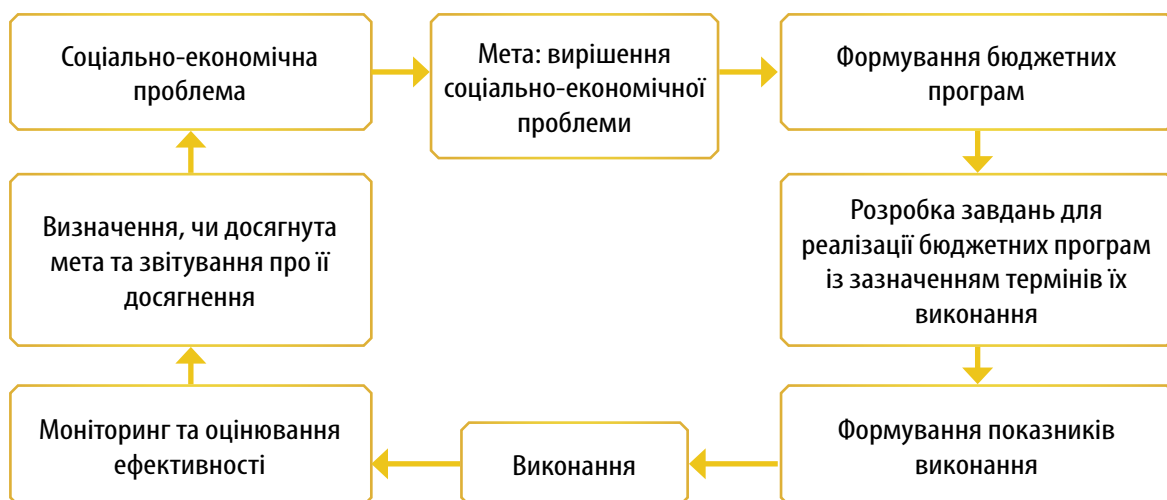 Соціально-економічна
проблема
Мета: вирішення
соціально-економічної
проблеми
Формування бюджетних
програм
Розробка завдань для
реалізації бюджетних програм
із зазначенням термінів їх
виконання
Формування показників
виконання
Виконання
Моніторинг та оцінювання
ефективності
Визначення, чи досягнута
мета та звітування про її
досягнення